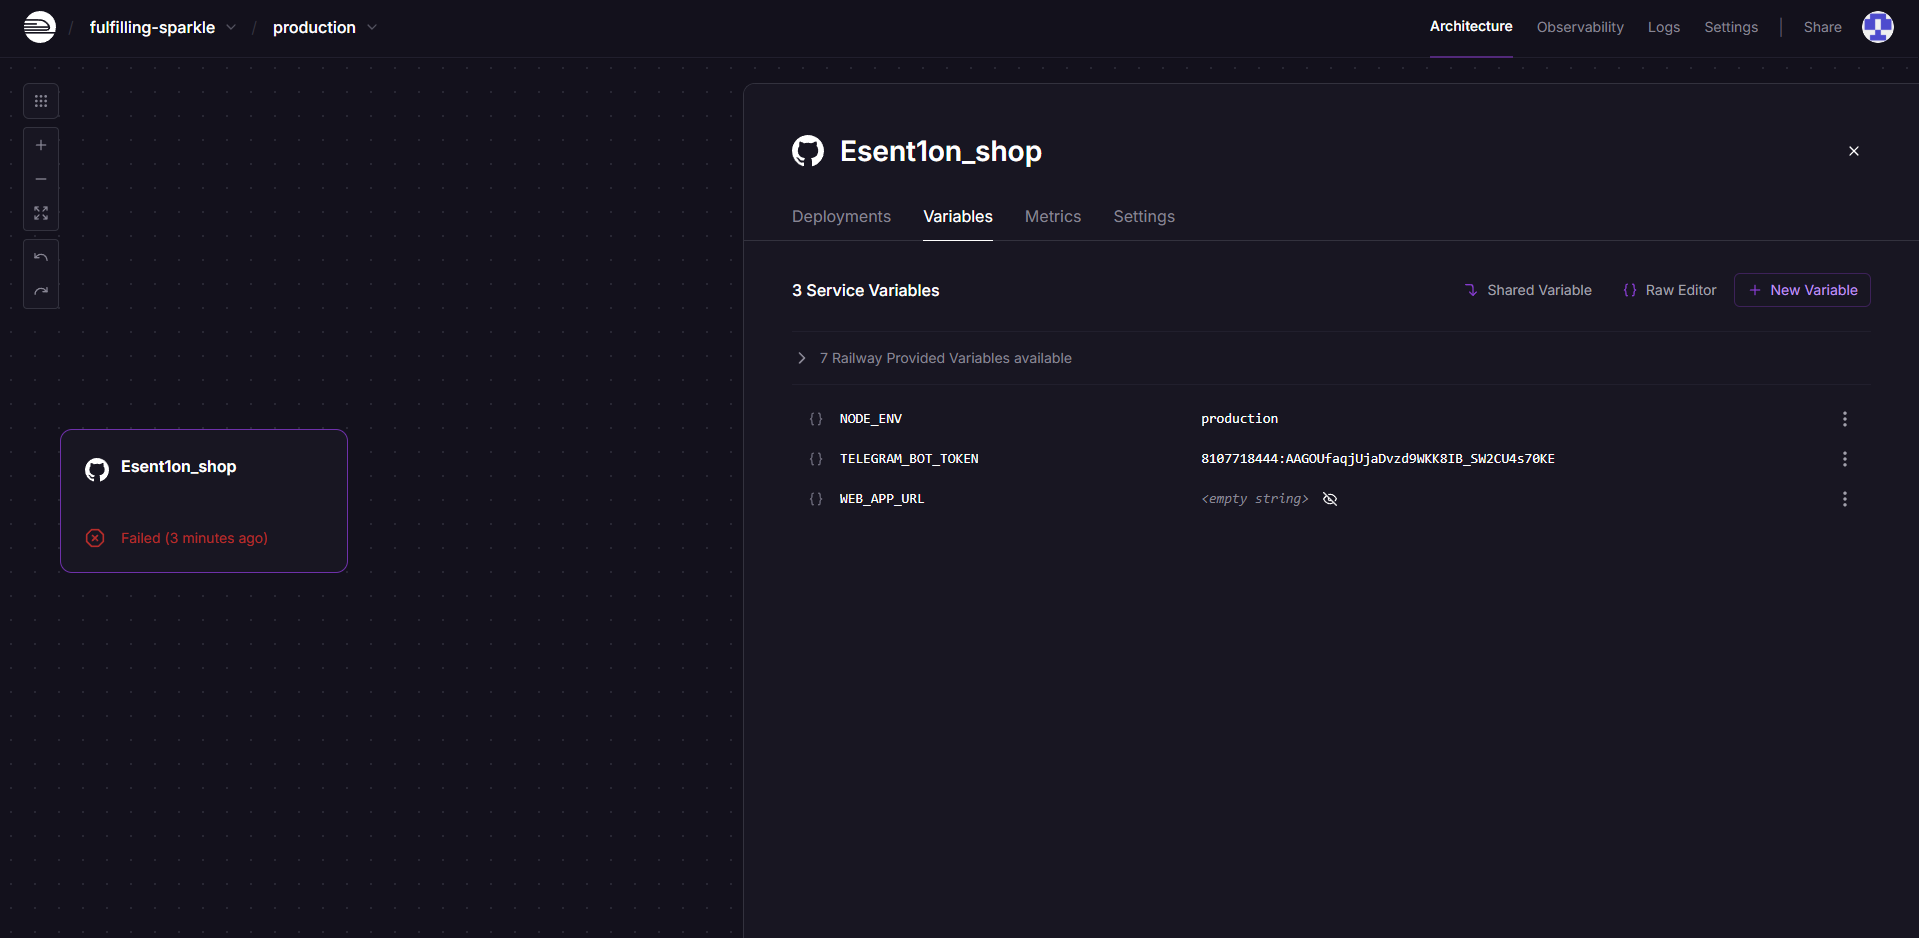 / fulfilling-sparkle / production
Architecture Observability Logs Settings | Share
Esent1on_shop
Deployments Variables Metrics Settings
3 Service Variables
Shared Variable {} Raw Editor + New Variable
7 Railway Provided Variables available
{} NODE_ENV production
{} TELEGRAM_BOT_TOKEN 8107718444:AAGOUfaqjUjaDvzd9WKK8IB_SW2CU4s70KE
{} WEB_APP_URL <empty string>
Esent1on_shop
Failed (3 minutes ago)